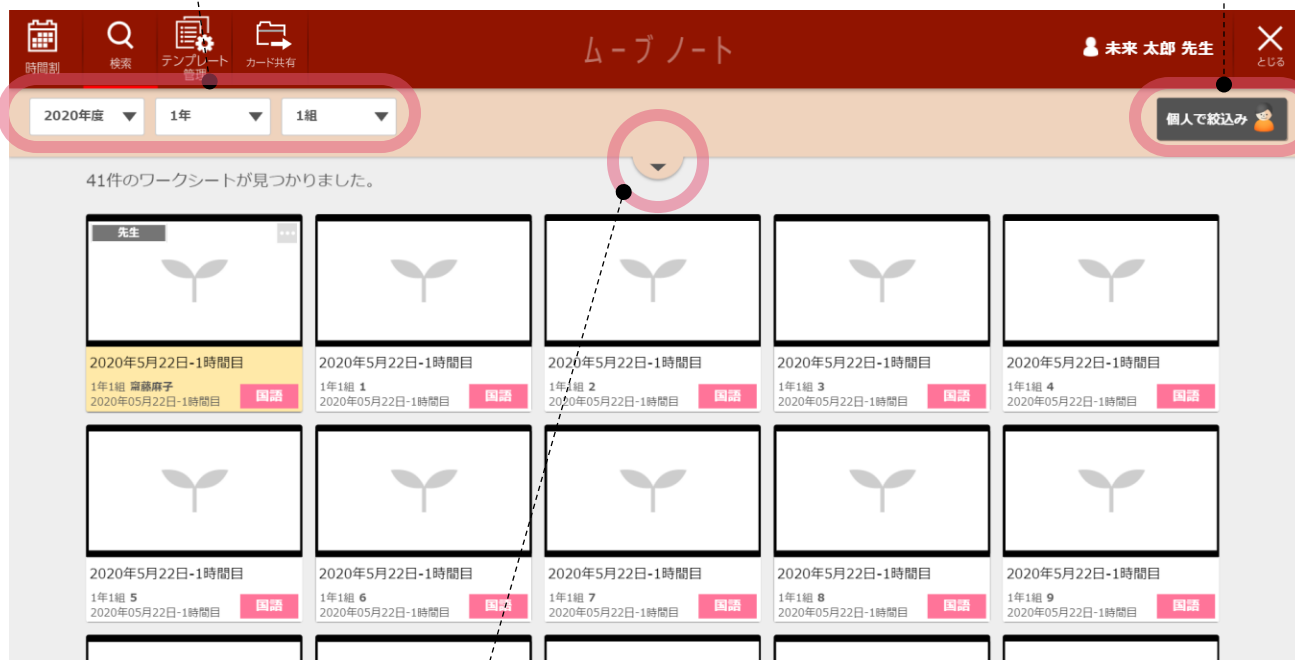 時間割
検索
テンプレート
管理
カード共有
ムーブノート
未来 太郎 先生
とじる
2020年度
1年
1組
個人で絞込み
41件のワークシートが見つかりました。
先生
2020年5月22日-1時間目
1年1組 齋藤麻子
2020年05月22日-1時間目
国語
2020年5月22日-1時間目
1年1組 1
2020年05月22日-1時間目
国語
2020年5月22日-1時間目
1年1組 2
2020年05月22日-1時間目
国語
2020年5月22日-1時間目
1年1組 3
2020年05月22日-1時間目
国語
2020年5月22日-1時間目
1年1組 4
2020年05月22日-1時間目
国語
2020年5月22日-1時間目
1年1組 5
2020年05月22日-1時間目
国語
2020年5月22日-1時間目
1年1組 6
2020年05月22日-1時間目
国語
2020年5月22日-1時間目
1年1組 7
2020年05月22日-1時間目
国語
2020年5月22日-1時間目
1年1組 8
2020年05月22日-1時間目
国語
2020年5月22日-1時間目
1年1組 9
2020年05月22日-1時間目
国語